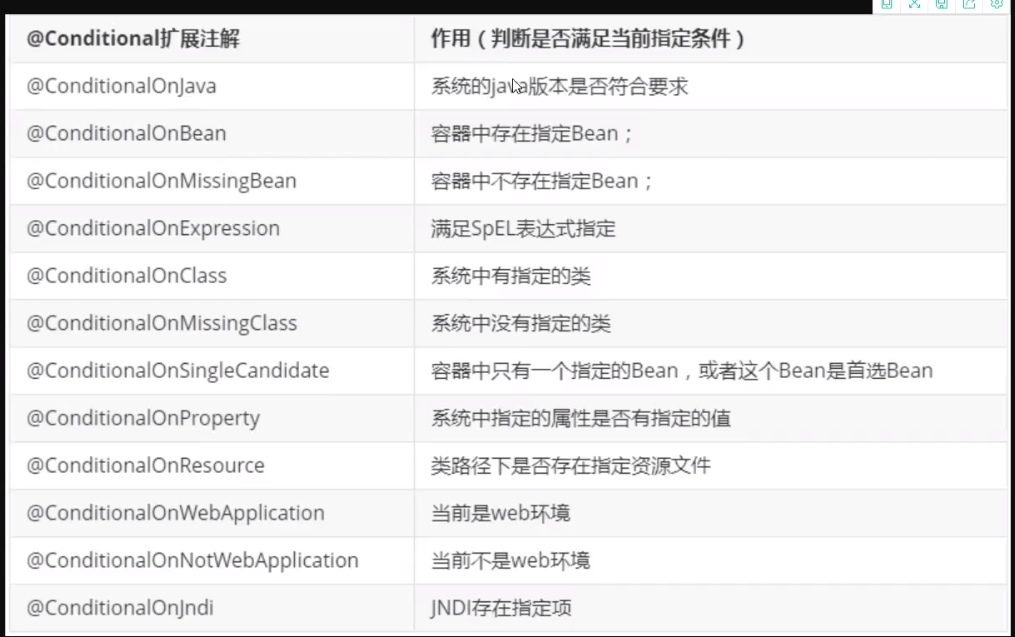 @Conditional扩展注解 作用（判断是否满足当前指定条件）
@ConditionalOnJava 系统的java版本是否符合要求
@ConditionalOnBean 容器中存在指定Bean；
@ConditionalOnMissingBean 容器中不存在指定Bean；
@ConditionalOnExpression 满足SpEL表达式指定
@ConditionalOnClass 系统中有指定的类
@ConditionalOnMissingClass 系统中没有指定的类
@ConditionalOnSingleCandidate 容器中只有一个指定的Bean，或者这个Bean是首选Bean
@ConditionalOnProperty 系统中指定的属性是否有指定的值
@ConditionalOnResource 类路径下是否存在指定资源文件
@ConditionalOnWebApplication 当前是web环境
@ConditionalOnNotWebApplication 当前不是web环境
@ConditionalOnJndi JNDI存在指定项